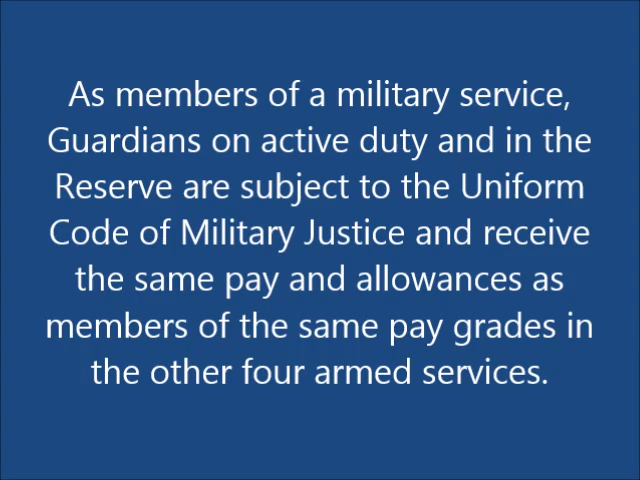 As members of a military service,
Guardians on active duty and in the
Reserve are subject to the Uniform
Code of Military Justice and receive
the same pay and allowances as
members of the same pay grades in
the other four armed services.